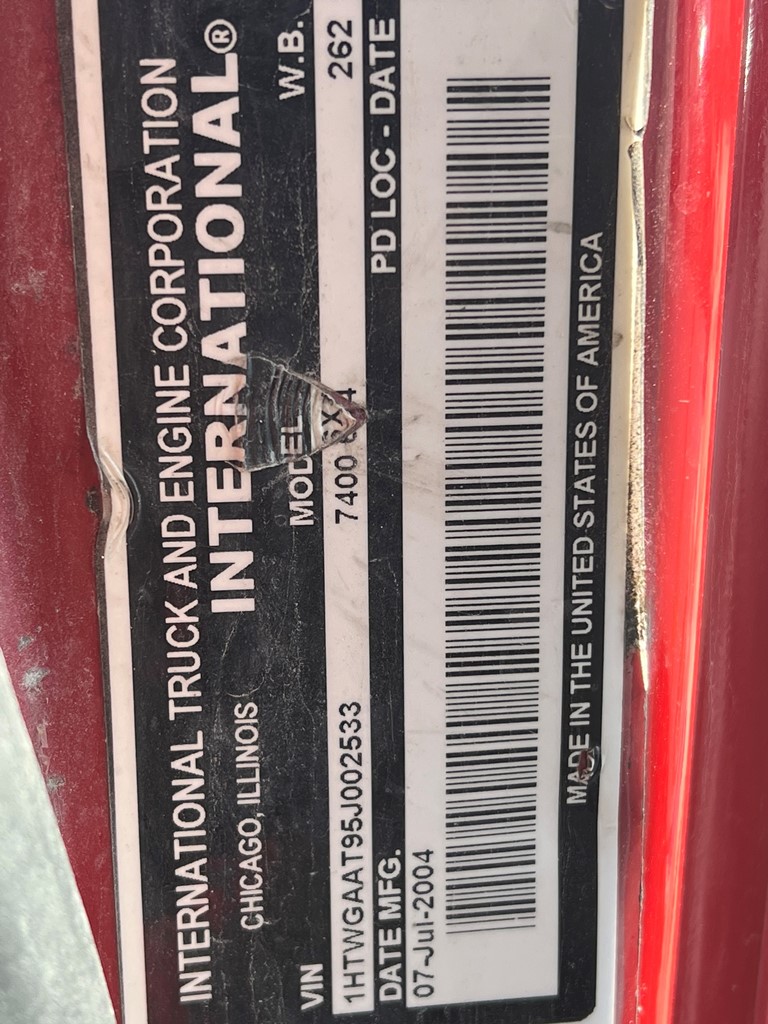 INTERNATIONAL TRUCK AND ENGINE CORPORATION
CHICAGO, ILLINOIS INTERNATIONAL®
VIN MODEL W.B.
1HTWGAAT95J002533 7400 262
DATE MFG. PD LOC - DATE
07-Jul-2004
MADE IN THE UNITED STATES OF AMERICA